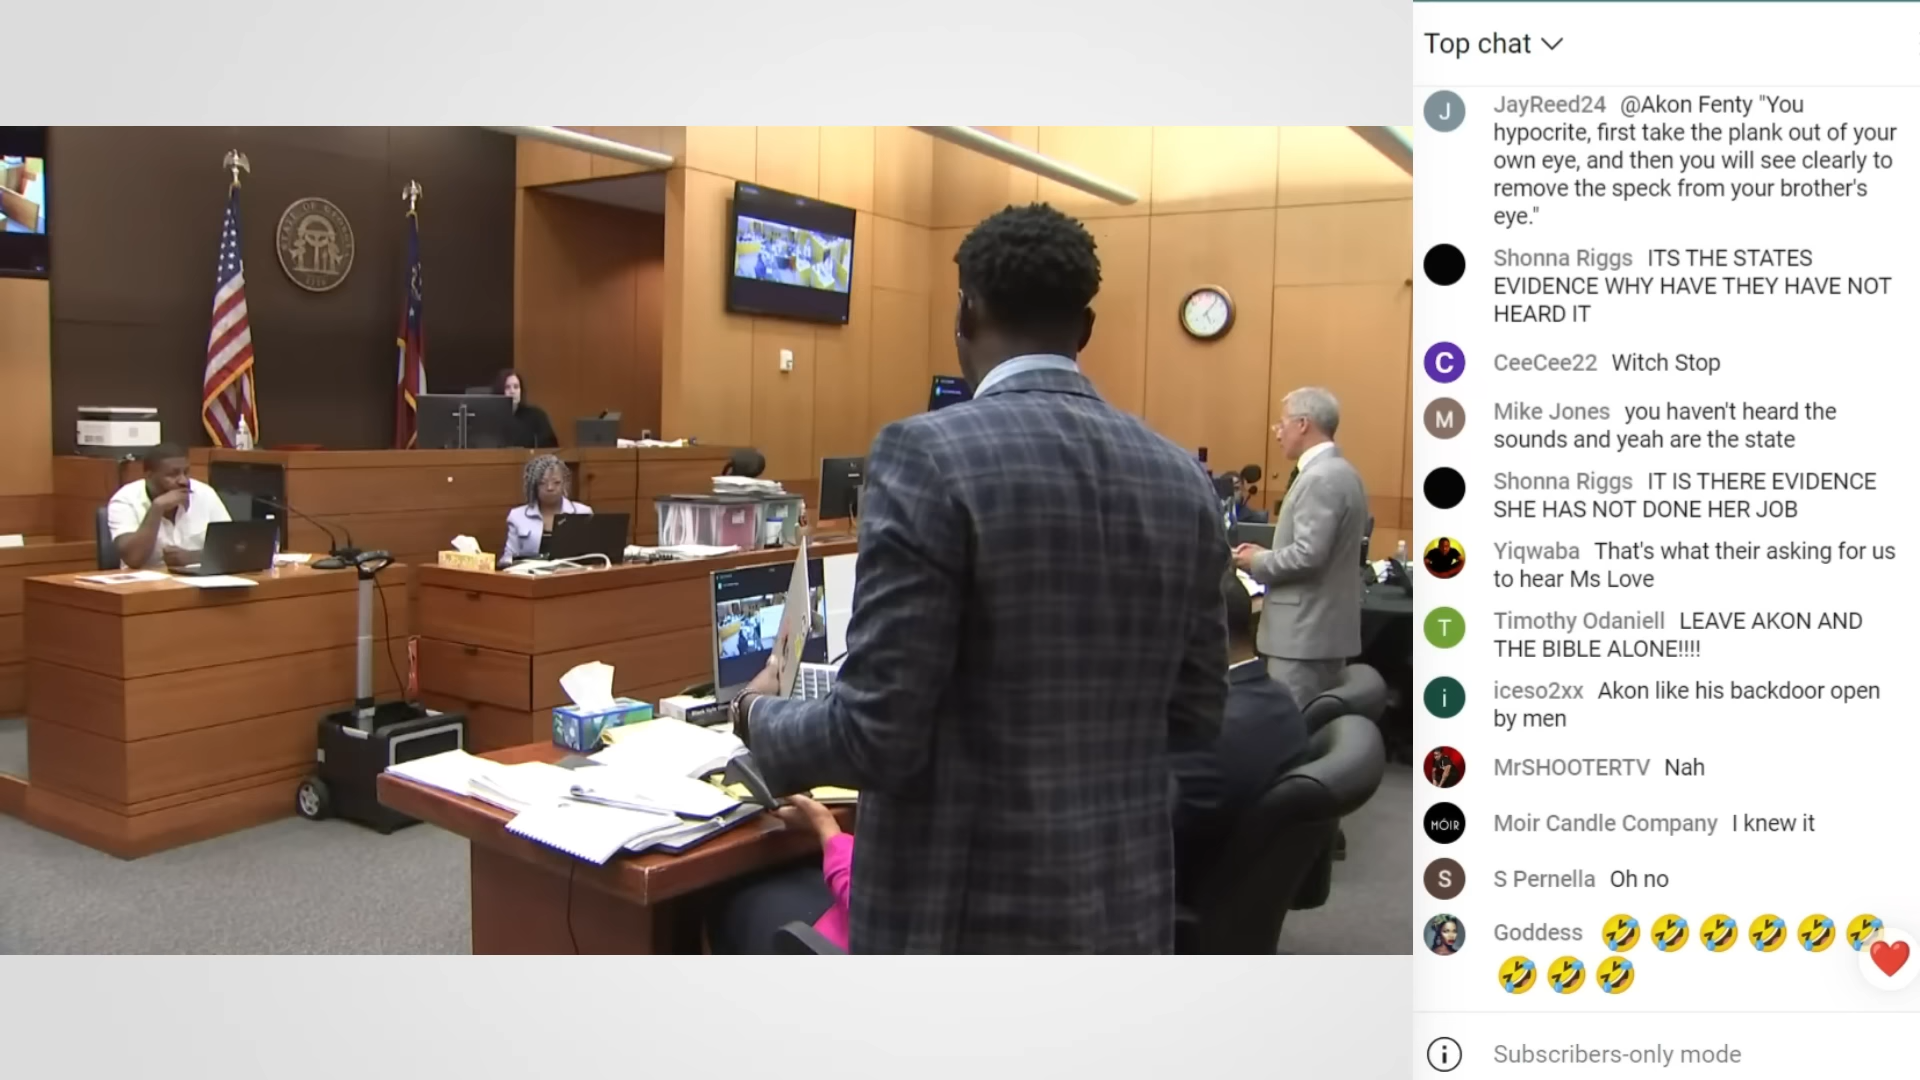 Top chat
JayReed24 @Akon Fenty "You
hypocrite, first take the plank out of your
own eye, and then you will see clearly to
remove the speck from your brother's
eye."
Shonna Riggs ITS THE STATES
EVIDENCE WHY HAVE THEY HAVE NOT
HEARD IT
CeeCee22 Witch Stop
Mike Jones you haven't heard the
sounds and yeah are the state
Shonna Riggs IT IS THERE EVIDENCE
SHE HAS NOT DONE HER JOB
Yiqwaba That's what their asking for us
to hear Ms Love
Timothy Odaniell LEAVE AKON AND
THE BIBLE ALONE!!!!
iceso2xx Akon like his backdoor open
by men
MrSHOOTERTV Nah
Moir Candle Company I knew it
S Pernella Oh no
Goddess 🤣🤣🤣🤣🤣🤣
🤣🤣🤣
Subscribers-only mode
J
C
M
T
i
MÓIR
S